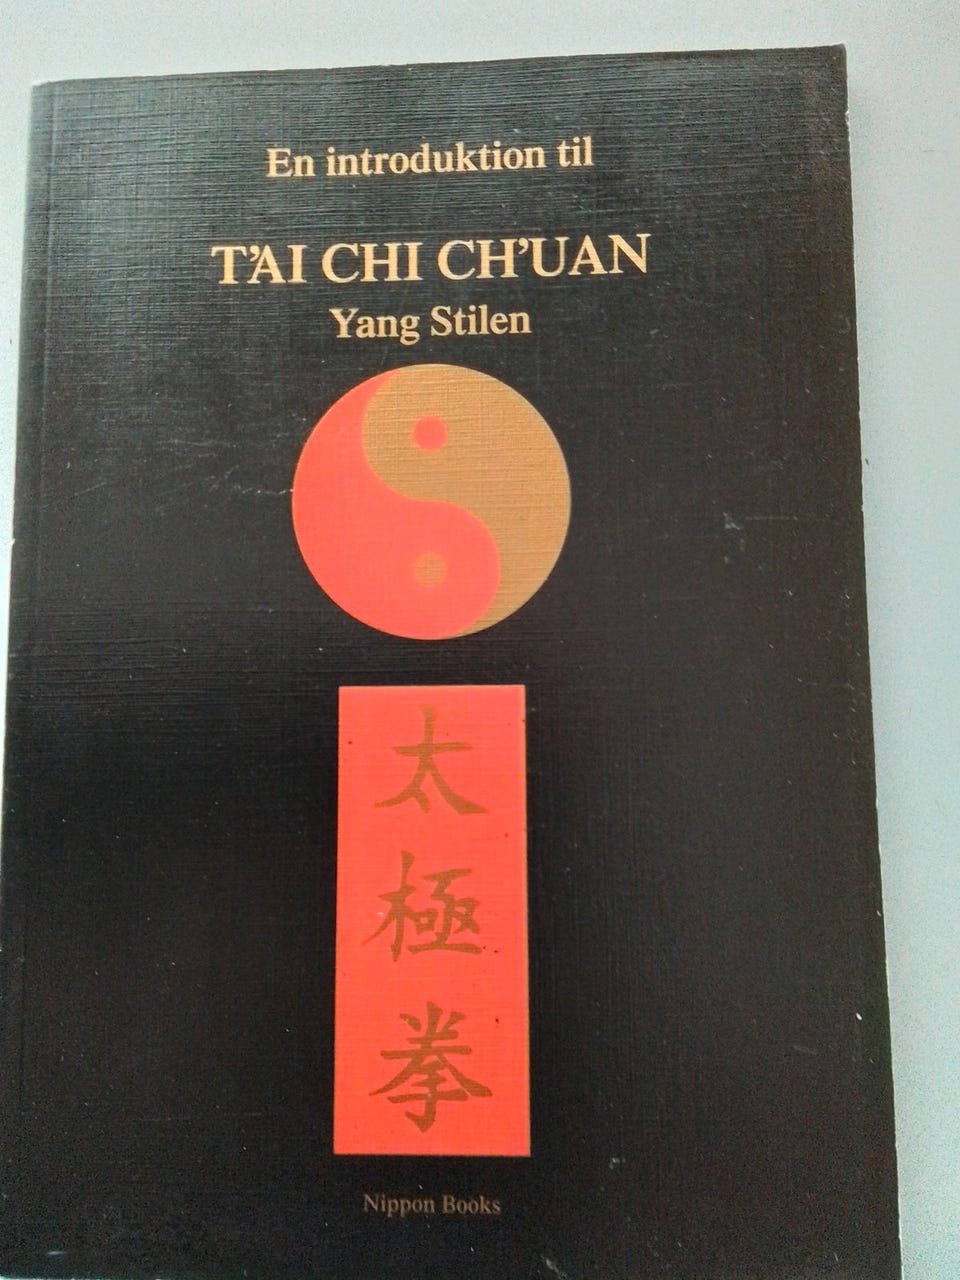 En introduktion til
T'AI CHI CH'UAN
Yang Stilen
太
極
拳
Nippon Books